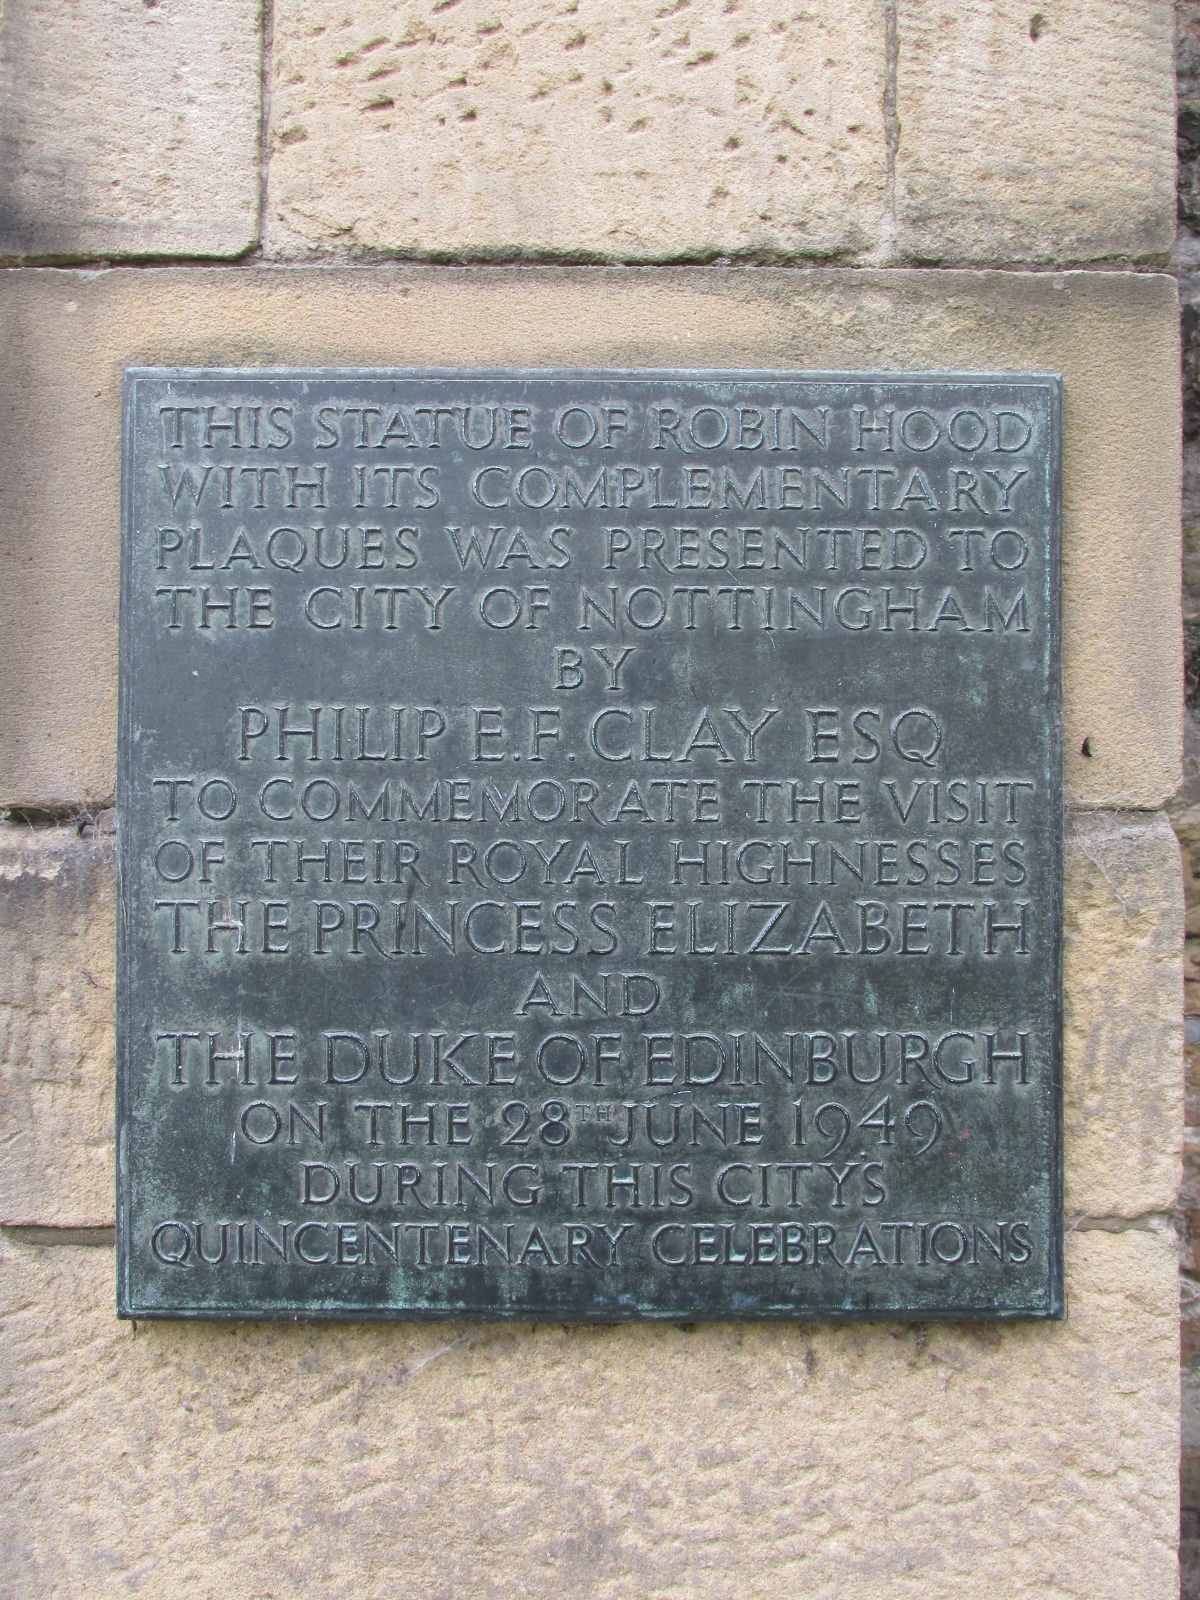 THIS STATUE OF ROBIN HOOD
WITH ITS COMPLEMENTARY
PLAQUES WAS PRESENTED TO
THE CITY OF NOTTINGHAM
BY
PHILIP E.F. CLAY ESQ
TO COMMEMORATE THE VISIT
OF THEIR ROYAL HIGHNESSES
THE PRINCESS ELIZABETH
AND
THE DUKE OF EDINBURGH
ON THE 28TH JUNE 1949
DURING THIS CITY'S
QUINCENTENARY CELEBRATIONS